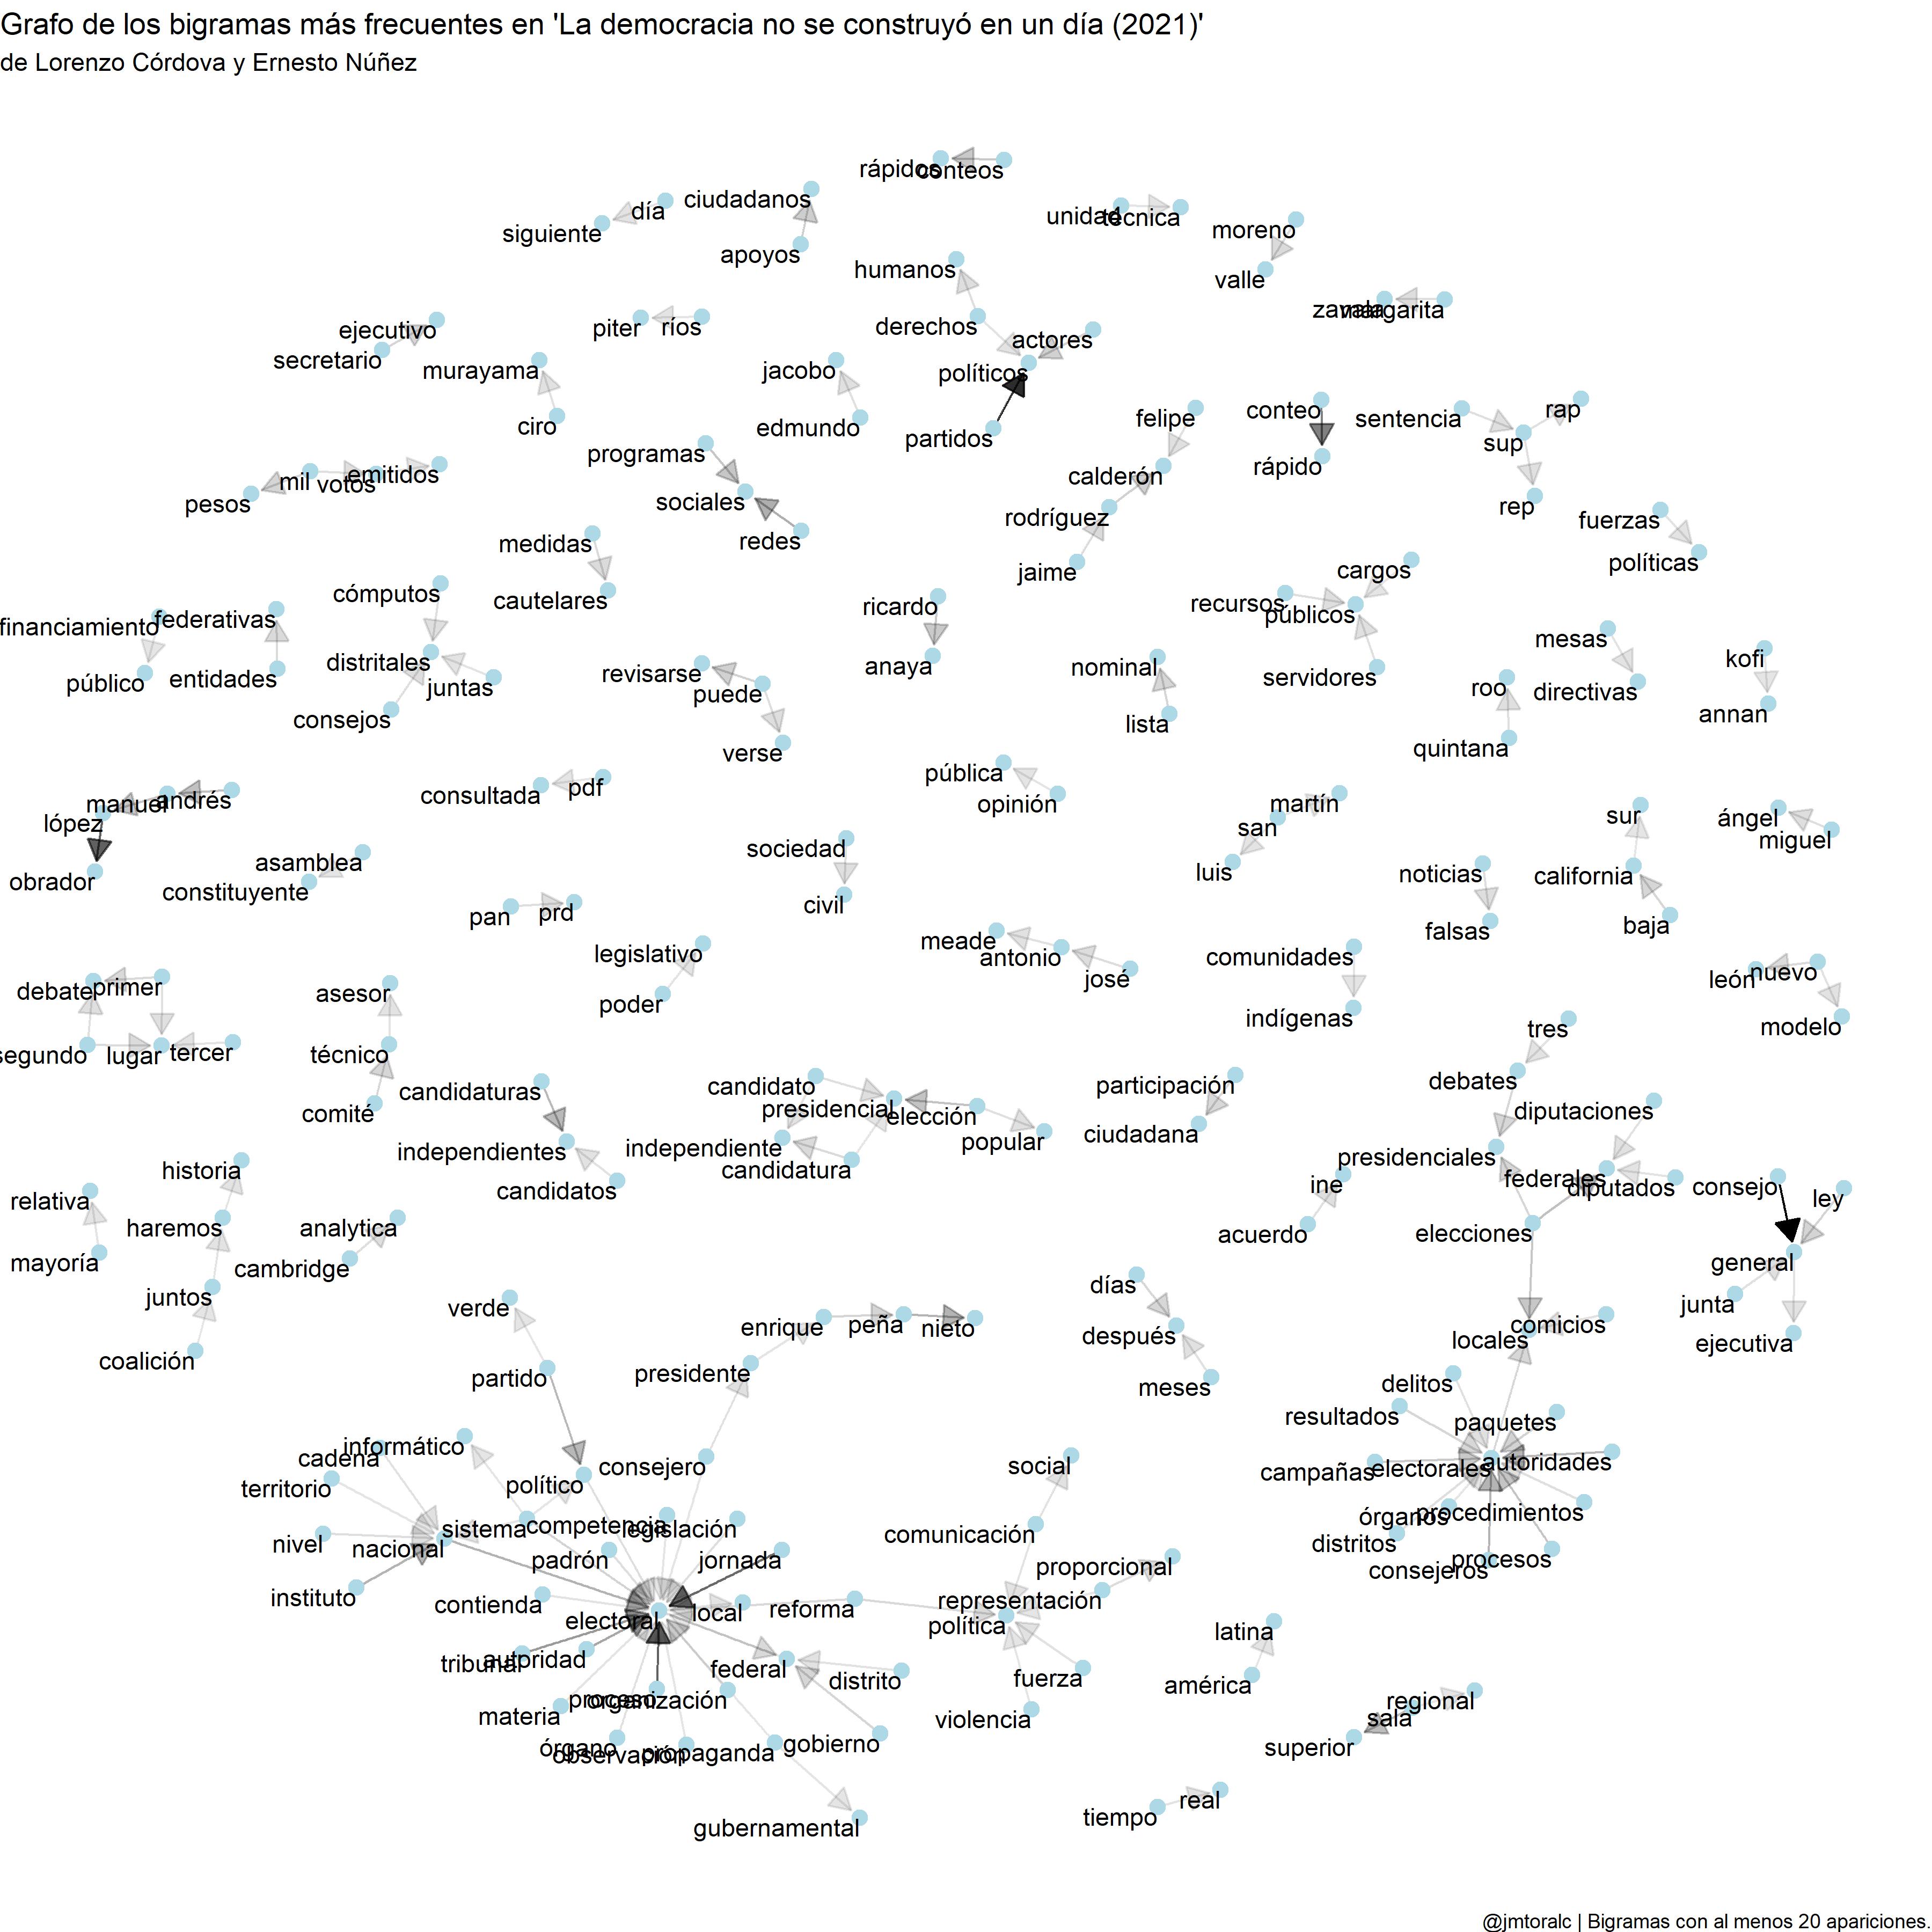 Grafo de los bigramas más frecuentes en 'La democracia no se construyó en un día (2021)'
de Lorenzo Córdova y Ernesto Núñez
rápidos conteos
siguiente día ciudadanos
apoyos
unidad técnica
moreno
valle
humanos
derechos
actores
políticos
partidos
zavala margarita
ejecutivo
secretario
piter ríos
murayama
ciro
jacobo
edmundo
felipe
calderón
rodríguez
jaime
conteo
rápido
sentencia
sup
rap
rep
programas
sociales
redes
pesos
mil votos emitidos
fuerzas
políticas
medidas
cautelares
cómputos
distritales
juntas
consejos
financiamiento
público
federativas
entidades
ricardo
anaya
recursos
cargos
públicos
servidores
mesas
directivas
kofi
annan
revisarse
puede
verse
nominal
lista
roo
quintana
pública
opinión
consultada pdf
manuel andrés
lópez
obrador
asamblea
constituyente
martín
san
luis
sur
california
baja
ángel
miguel
sociedad
civil
noticias
falsas
pan prd
legislativo
poder
meade
antonio
josé
comunidades
indígenas
león nuevo
modelo
debate primer
segundo lugar tercer
asesor
técnico
comité
tres
debates
diputaciones
candidaturas
independientes
candidatos
candidato
presidencial
elección
popular
independiente
candidatura
participación
ciudadana
presidenciales
federales
diputados
consejo
ley
elecciones
general
junta
ejecutiva
ine
acuerdo
historia
haremos
juntos
coalición
relativa
mayoría
analytica
cambridge
verde
partido
enrique peña nieto
presidente
días
después
meses
comicios
locales
delitos
resultados
paquetes
campañas
electorales
autoridades
órganos
procedimientos
distritos
consejeros
procesos
cadena
informático
territorio
político
consejero
social
nivel
nacional
sistema
competencia
legislación
comunicación
padrón
jornada
proporcional
instituto
contienda
electoral
local
reforma
representación
política
tribunal
autoridad
federal
distrito
fuerza
latina
américa
materia
proceso
organización
violencia
regional
sala
superior
órgano
observación
propaganda
gobierno
gubernamental
tiempo real
@jmtoralc | Bigramas con al menos 20 apariciones.